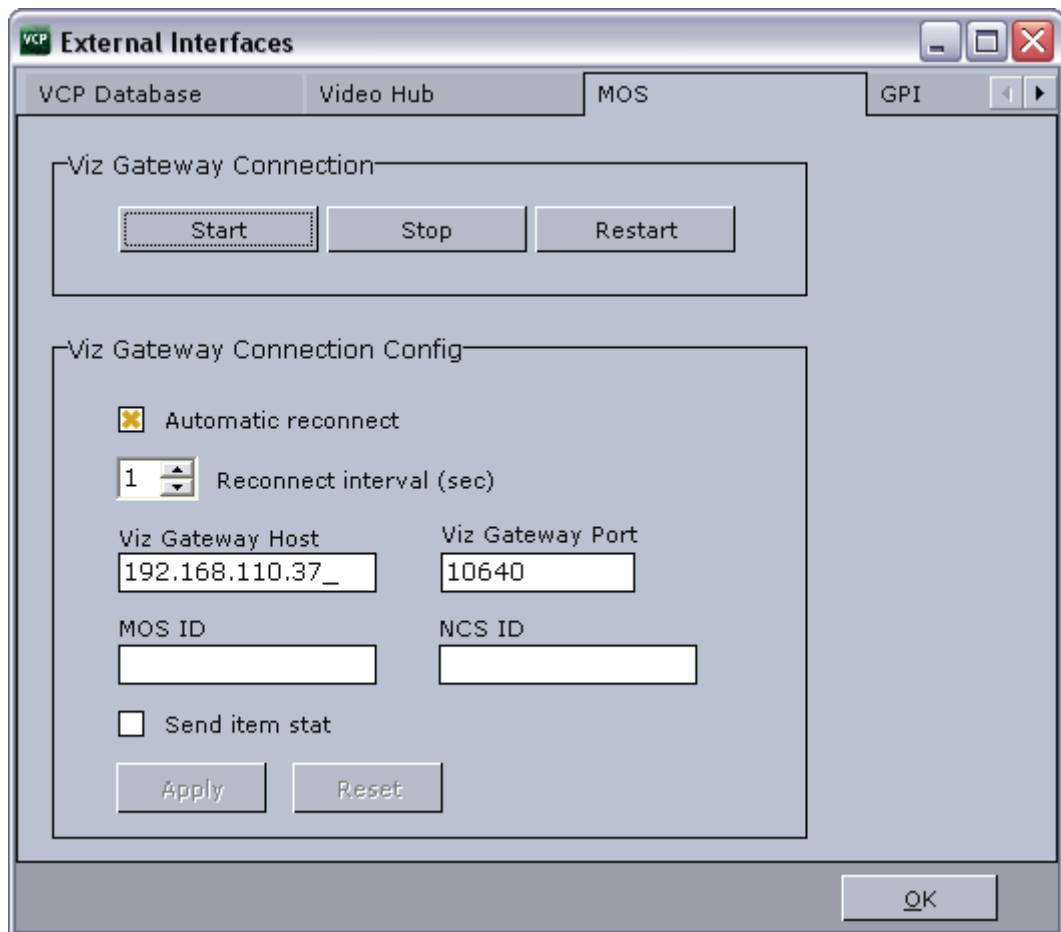 VCP External Interfaces
VCP Database Video Hub MOS GPI
Viz Gateway Connection
Start Stop Restart
Viz Gateway Connection Config
Automatic reconnect
1 Reconnect interval (sec)
Viz Gateway Host Viz Gateway Port
192.168.110.37_ 10640
MOS ID NCS ID
Send item stat
Apply Reset
OK